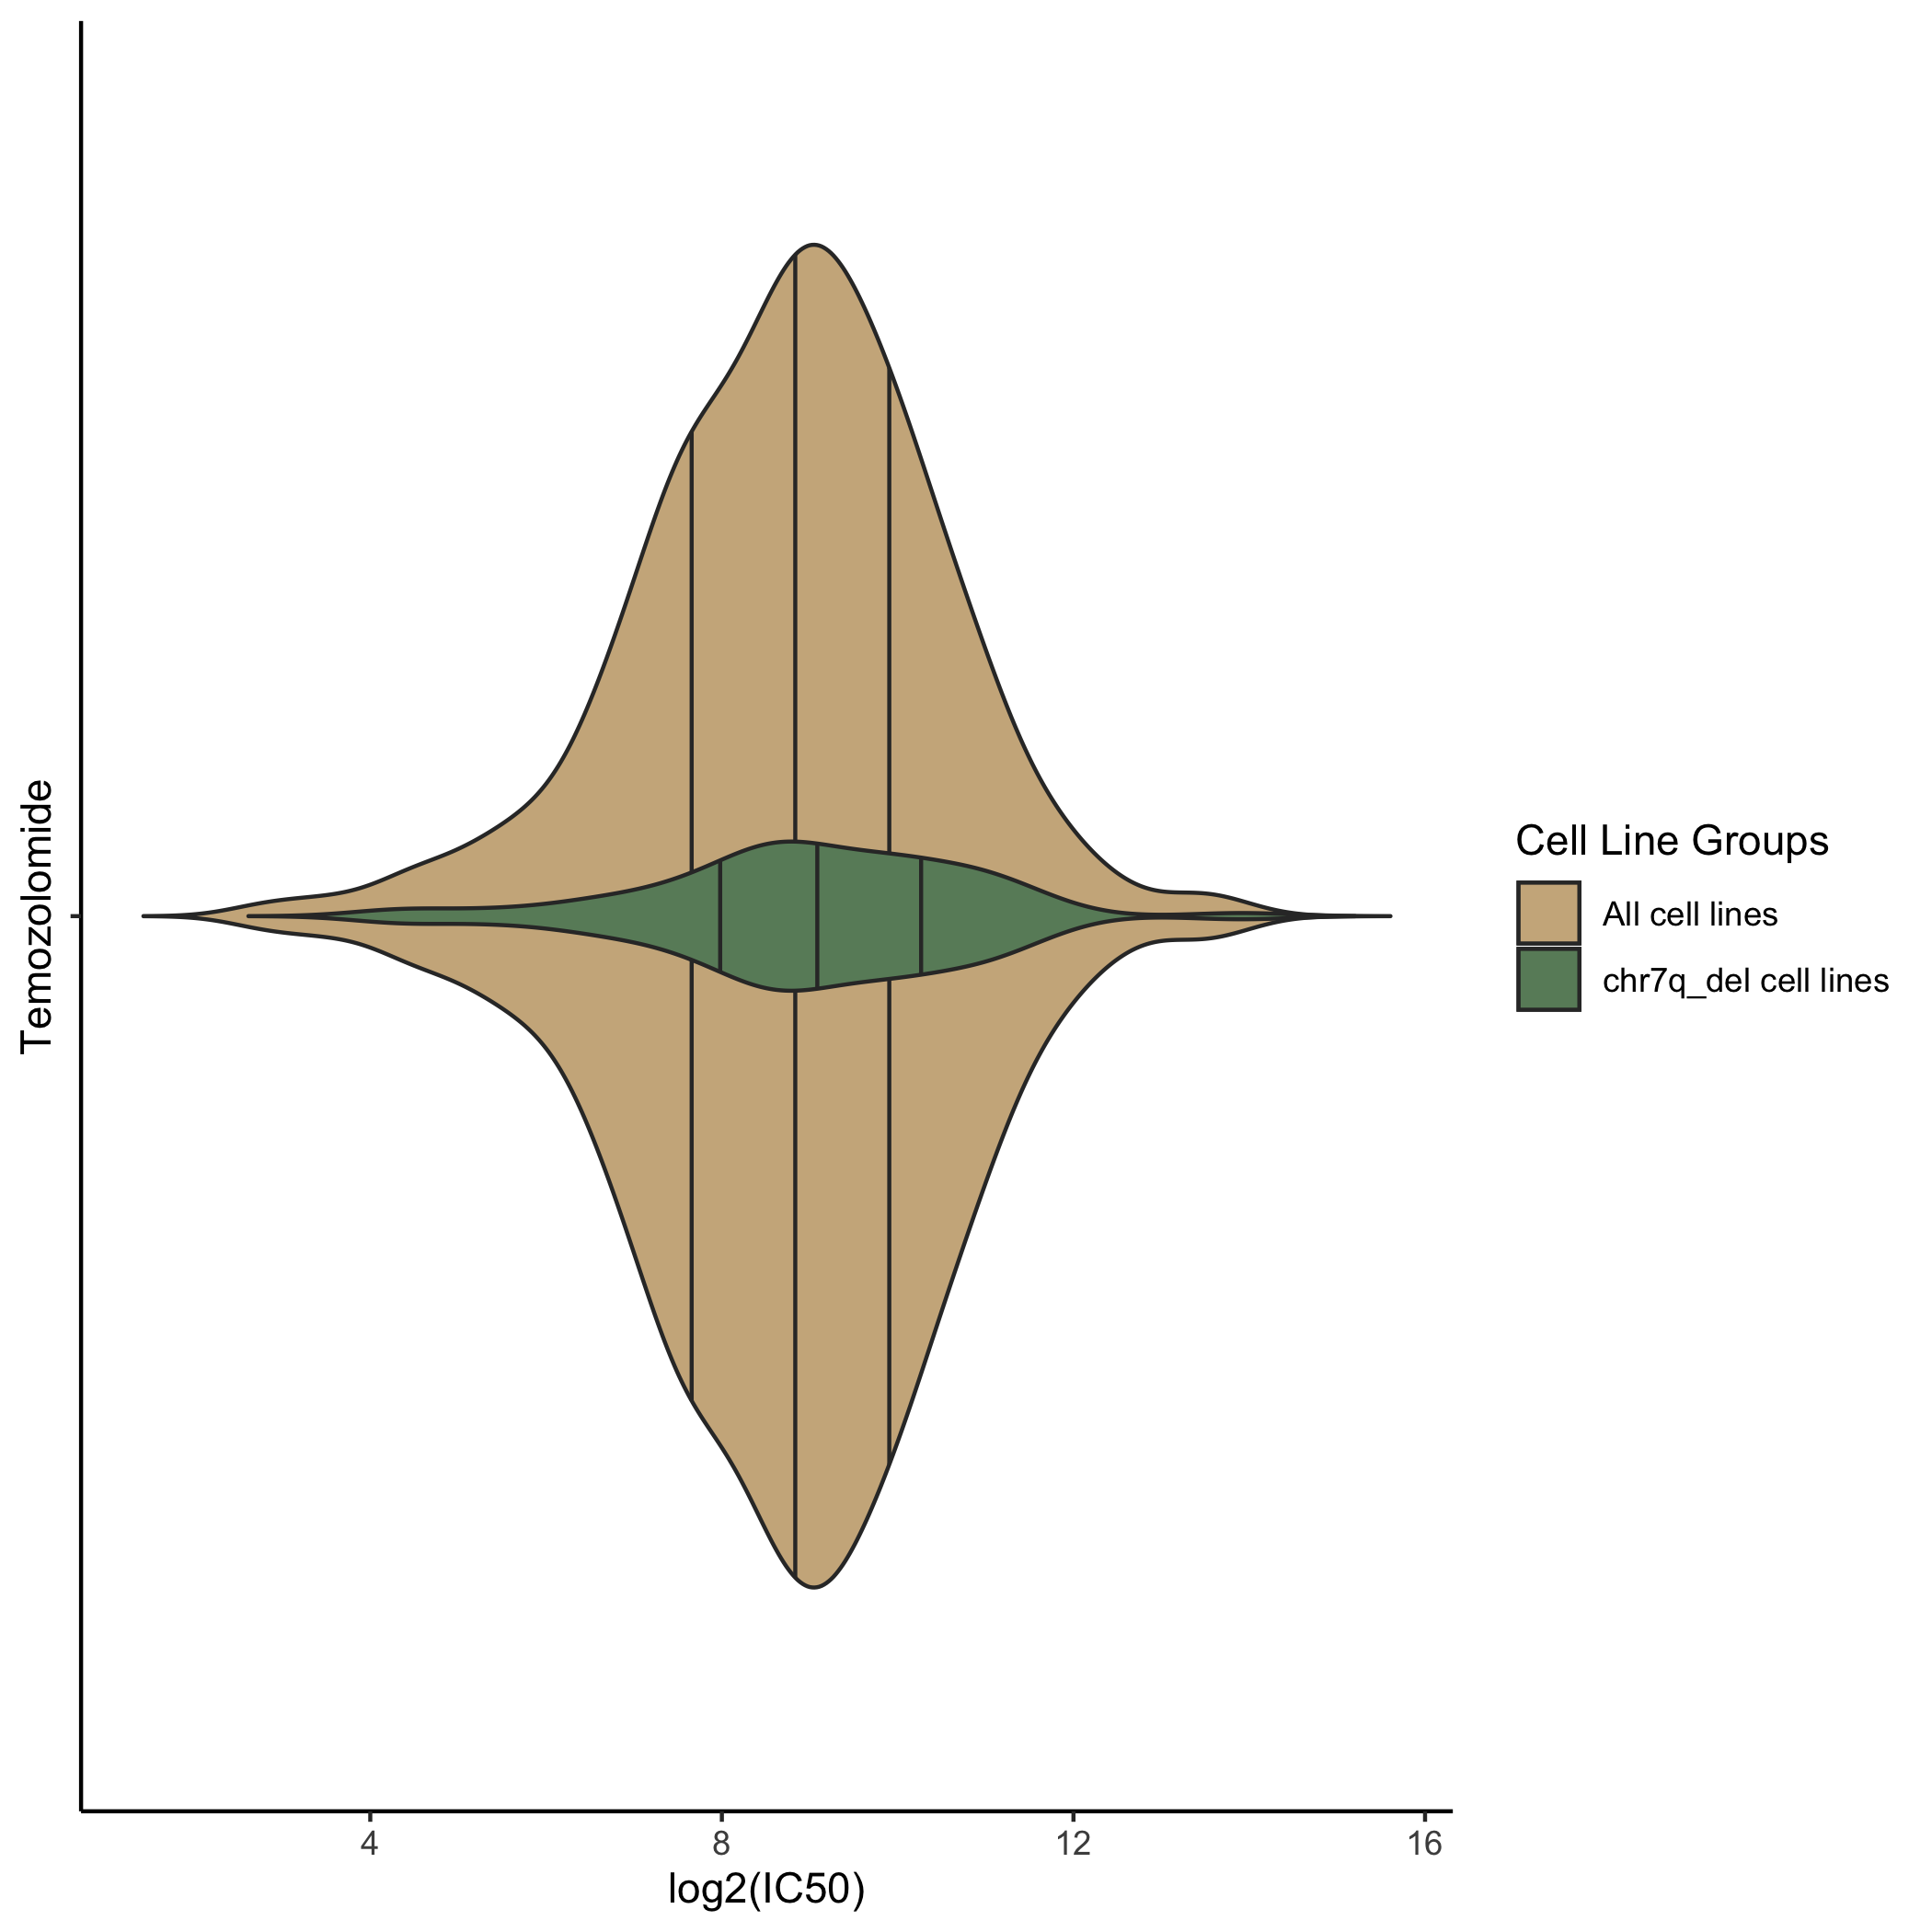 Temozolomide
4
8
12
16
log2(IC50)
Cell Line Groups
All cell lines
chr7q_del cell lines